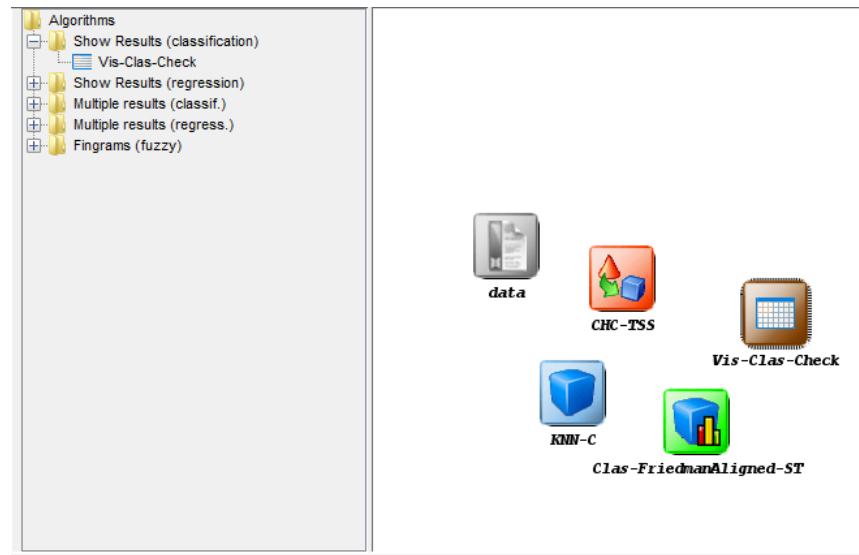 Algorithms
Show Results (classification)
Vis-Clas-Check
Show Results (regression)
Multiple results (classif.)
Multiple results (regress.)
Fingrams (fuzzy)
data
CHC-TSS
Vis-Clas-Check
KNN-C
Clas-FriedmanAligned-ST